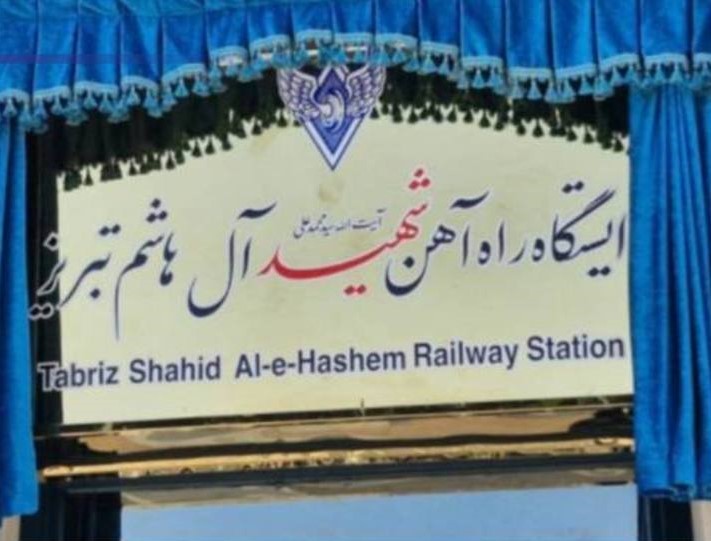 ایستگاه راه آهن شهید آل هاشم تبریز
آیت الله سید محمد علی
Tabriz Shahid Al-e-Hashem Railway Station